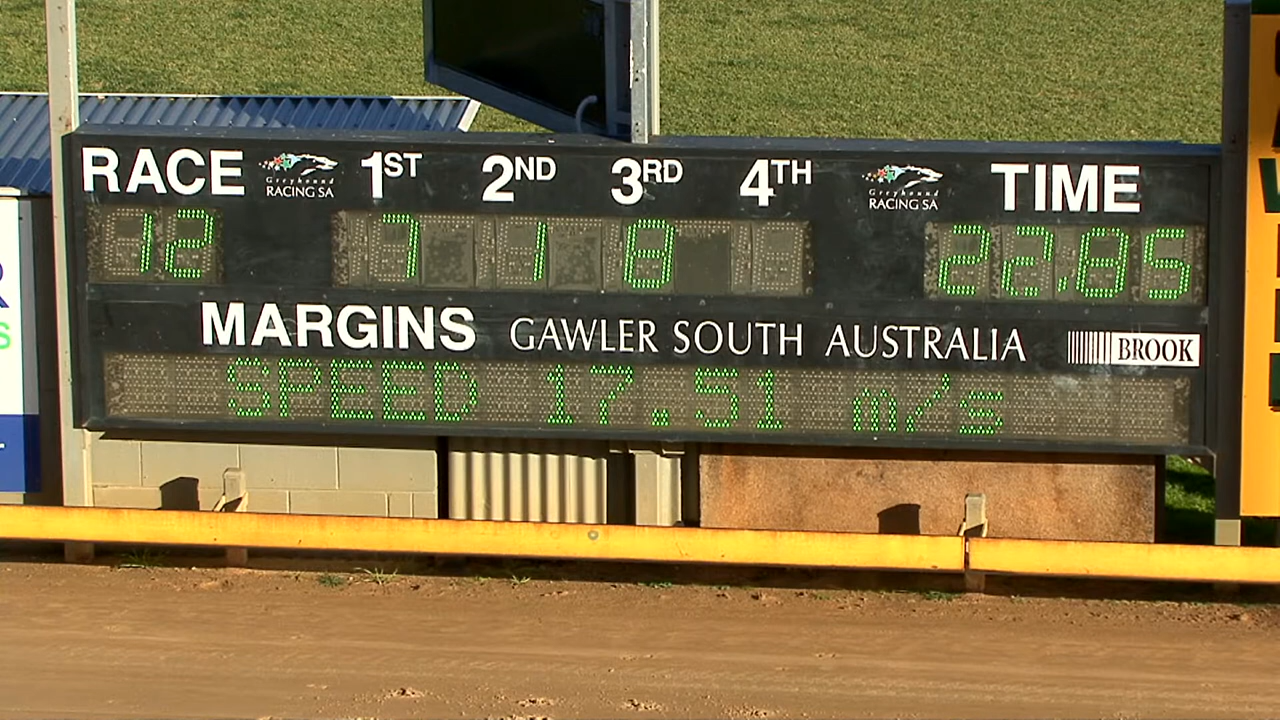 RACE Greyhound RACING SA 1ST 2ND 3RD 4TH Greyhound RACING SA TIME
12 7 1 8 22.85
MARGINS GAWLER SOUTH AUSTRALIA BROOK
SPEED 17.51 m/s